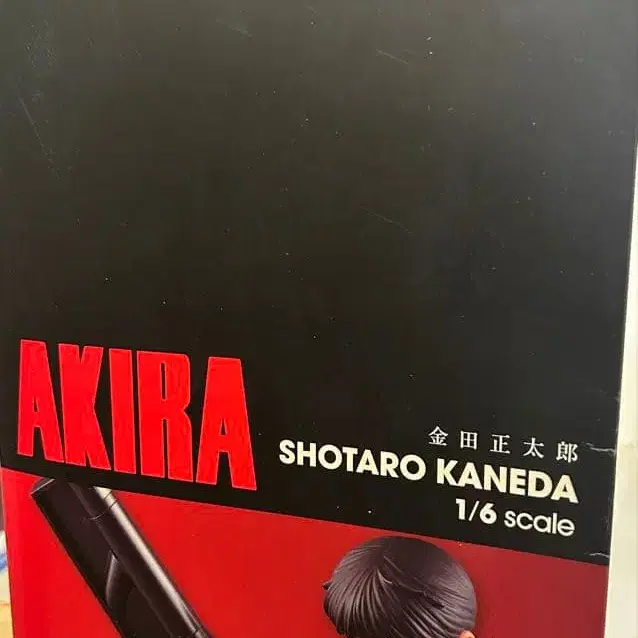 AKIRA
金田正太郎
SHOTARO KANEDA
1/6 scale